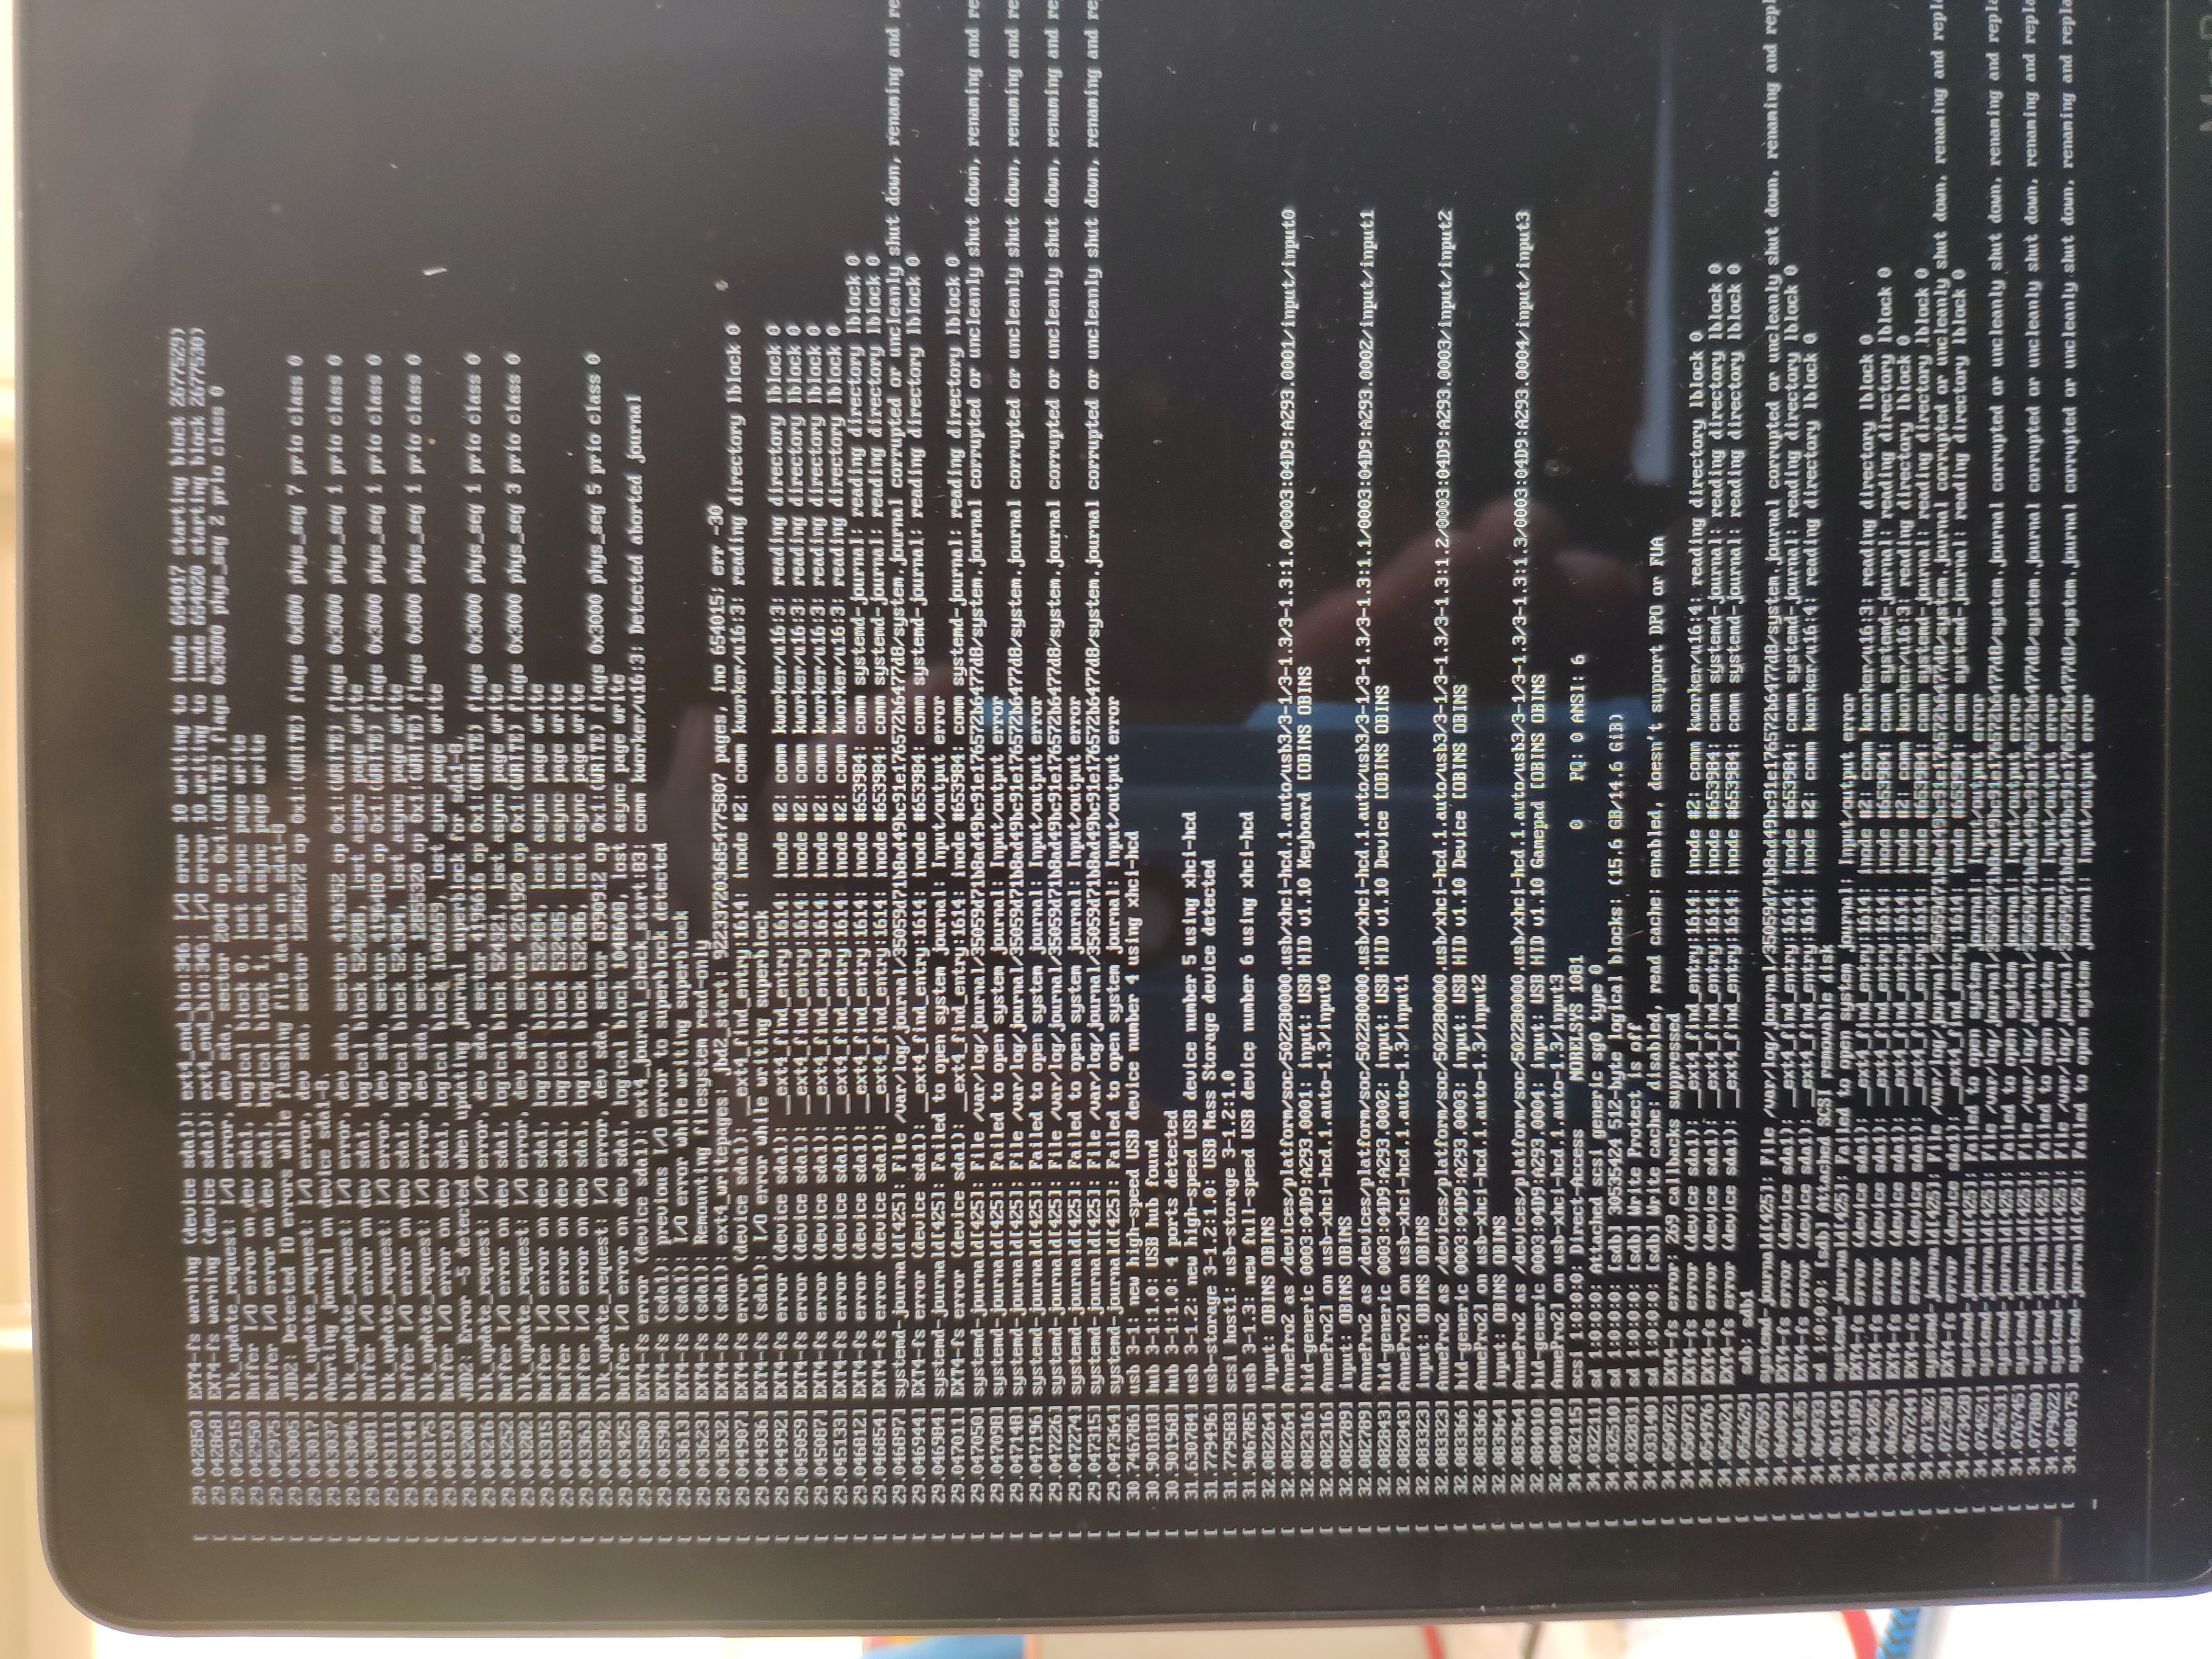 [   29.042850] EXT4-fs warning (device sda1): ext4_end_bio:346: I/O error 10 writing to inode 654017 starting block 2677529)
[   29.042868] EXT4-fs warning (device sda1): ext4_end_bio:346: I/O error 10 writing to inode 654020 starting block 2677530)
[   29.042915] blk_update_request: I/O error, dev sda, sector 2048 op 0x1:(WRITE) flags 0x3000 phys_seg 2 prio class 0
[   29.042950] Buffer I/O error on dev sda1, logical block 0, lost async page write
[   29.042975] Buffer I/O error on dev sda1, logical block 1, lost async page write
[   29.043005] JBD2: Detected IO errors while flushing file data on sda1-8
[   29.043017] blk_update_request: I/O error, dev sda, sector 12856272 op 0x1:(WRITE) flags 0x800 phys_seg 7 prio class 0
[   29.043037] Aborting journal on device sda1-8.
[   29.043046] blk_update_request: I/O error, dev sda, sector 4196352 op 0x1:(WRITE) flags 0x3000 phys_seg 1 prio class 0
[   29.043081] Buffer I/O error on dev sda1, logical block 524288, lost async page write
[   29.043111] blk_update_request: I/O error, dev sda, sector 4196480 op 0x1:(WRITE) flags 0x3000 phys_seg 1 prio class 0
[   29.043144] Buffer I/O error on dev sda1, logical block 524304, lost async page write
[   29.043175] blk_update_request: I/O error, dev sda, sector 12855320 op 0x1:(WRITE) flags 0x800 phys_seg 1 prio class 0
[   29.043193] Buffer I/O error on dev sda1, logical block 1606659, lost sync page write
[   29.043208] JBD2: Error -5 detected when updating journal superblock for sda1-8.
[   29.043216] blk_update_request: I/O error, dev sda, sector 4196616 op 0x1:(WRITE) flags 0x3000 phys_seg 1 prio class 0
[   29.043252] Buffer I/O error on dev sda1, logical block 524321, lost async page write
[   29.043282] blk_update_request: I/O error, dev sda, sector 4261920 op 0x1:(WRITE) flags 0x3000 phys_seg 3 prio class 0
[   29.043315] Buffer I/O error on dev sda1, logical block 532484, lost async page write
[   29.043339] Buffer I/O error on dev sda1, logical block 532485, lost async page write
[   29.043363] Buffer I/O error on dev sda1, logical block 532486, lost async page write
[   29.043392] blk_update_request: I/O error, dev sda, sector 8390912 op 0x1:(WRITE) flags 0x3000 phys_seg 5 prio class 0
[   29.043425] Buffer I/O error on dev sda1, logical block 1048608, lost async page write
[   29.043580] EXT4-fs error (device sda1): ext4_journal_check_start:83: comm kworker/u16:3: Detected aborted journal
[   29.043598] EXT4-fs (sda1): previous I/O error to superblock detected
[   29.043613] EXT4-fs (sda1): I/O error while writing superblock
[   29.043623] EXT4-fs (sda1): Remounting filesystem read-only
[   29.043632] EXT4-fs (sda1): ext4_writepages: jbd2_start: 9223372036854775807 pages, ino 654015; err -30
[   29.044907] EXT4-fs error (device sda1): __ext4_find_entry:1614: inode #2: comm kworker/u16:3: reading directory lblock 0
[   29.044936] EXT4-fs (sda1): I/O error while writing superblock
[   29.044992] EXT4-fs error (device sda1): __ext4_find_entry:1614: inode #2: comm kworker/u16:3: reading directory lblock 0
[   29.045059] EXT4-fs error (device sda1): __ext4_find_entry:1614: inode #2: comm kworker/u16:3: reading directory lblock 0
[   29.045087] EXT4-fs error (device sda1): __ext4_find_entry:1614: inode #2: comm kworker/u16:3: reading directory lblock 0
[   29.045133] EXT4-fs error (device sda1): __ext4_find_entry:1614: inode #2: comm kworker/u16:3: reading directory lblock 0
[   29.046812] EXT4-fs error (device sda1): __ext4_find_entry:1614: inode #653984: comm systemd-journal: reading directory lblock 0
[   29.046854] EXT4-fs error (device sda1): __ext4_find_entry:1614: inode #653984: comm systemd-journal: reading directory lblock 0
[   29.046897] systemd-journald[425]: File /var/log/journal/35059d71b8ad49bc91e176572b6477d8/system.journal corrupted or uncleanly shut down, renaming and re
[   29.046944] EXT4-fs error (device sda1): __ext4_find_entry:1614: inode #653984: comm systemd-journal: reading directory lblock 0
[   29.046984] systemd-journald[425]: Failed to open system journal: Input/output error
[   29.047011] EXT4-fs error (device sda1): __ext4_find_entry:1614: inode #653984: comm systemd-journal: reading directory lblock 0
[   29.047050] systemd-journald[425]: File /var/log/journal/35059d71b8ad49bc91e176572b6477d8/system.journal corrupted or uncleanly shut down, renaming and re
[   29.047098] systemd-journald[425]: Failed to open system journal: Input/output error
[   29.047148] systemd-journald[425]: File /var/log/journal/35059d71b8ad49bc91e176572b6477d8/system.journal corrupted or uncleanly shut down, renaming and re
[   29.047196] systemd-journald[425]: Failed to open system journal: Input/output error
[   29.047226] systemd-journald[425]: File /var/log/journal/35059d71b8ad49bc91e176572b6477d8/system.journal corrupted or uncleanly shut down, renaming and re
[   29.047274] systemd-journald[425]: Failed to open system journal: Input/output error
[   29.047315] systemd-journald[425]: File /var/log/journal/35059d71b8ad49bc91e176572b6477d8/system.journal corrupted or uncleanly shut down, renaming and re
[   29.047364] systemd-journald[425]: Failed to open system journal: Input/output error
[   30.746786] usb 3-1: new high-speed USB device number 4 using xhci-hcd
[   30.901818] hub 3-1:1.0: USB hub found
[   30.901968] hub 3-1:1.0: 4 ports detected
[   31.630784] usb 3-1.2: new high-speed USB device number 5 using xhci-hcd
[   31.779496] usb-storage 3-1.2:1.0: USB Mass Storage device detected
[   31.779583] scsi host1: usb-storage 3-1.2:1.0
[   31.906785] usb 3-1.3: new full-speed USB device number 6 using xhci-hcd
[   32.082264] input: OBINS OBINS
[   32.082264] AnnePro2 as /devices/platform/soc/502280000.usb/xhci-hcd.1.auto/usb3/3-1/3-1.3/3-1.3:1.0/0003:04D9:A293.0001/input/input0
[   32.082316] hid-generic 0003:04D9:A293.0001: input: USB HID v1.10 Keyboard [OBINS OBINS
[   32.082316] AnnePro2] on usb-xhci-hcd.1.auto-1.3/input0
[   32.082789] input: OBINS OBINS
[   32.082789] AnnePro2 as /devices/platform/soc/502280000.usb/xhci-hcd.1.auto/usb3/3-1/3-1.3/3-1.3:1.1/0003:04D9:A293.0002/input/input1
[   32.082843] hid-generic 0003:04D9:A293.0002: input: USB HID v1.10 Device [OBINS OBINS
[   32.082843] AnnePro2] on usb-xhci-hcd.1.auto-1.3/input1
[   32.083323] input: OBINS OBINS
[   32.083323] AnnePro2 as /devices/platform/soc/502280000.usb/xhci-hcd.1.auto/usb3/3-1/3-1.3/3-1.3:1.2/0003:04D9:A293.0003/input/input2
[   32.083366] hid-generic 0003:04D9:A293.0003: input: USB HID v1.10 Device [OBINS OBINS
[   32.083366] AnnePro2] on usb-xhci-hcd.1.auto-1.3/input2
[   32.083964] input: OBINS OBINS
[   32.083964] AnnePro2 as /devices/platform/soc/502280000.usb/xhci-hcd.1.auto/usb3/3-1/3-1.3/3-1.3:1.3/0003:04D9:A293.0004/input/input3
[   32.084010] hid-generic 0003:04D9:A293.0004: input: USB HID v1.10 Gamepad [OBINS OBINS
[   32.084010] AnnePro2] on usb-xhci-hcd.1.auto-1.3/input3
[   34.032115] scsi 1:0:0:0: Direct-Access     NORELSYS 1081             0    PQ: 0 ANSI: 6
[   34.032211] sd 1:0:0:0: Attached scsi generic sg0 type 0
[   34.032510] sd 1:0:0:0: [sdb] 30535424 512-byte logical blocks: (15.6 GB/14.6 GiB)
[   34.032831] sd 1:0:0:0: [sdb] Write Protect is off
[   34.033140] sd 1:0:0:0: [sdb] Write cache: disabled, read cache: enabled, doesn't support DPO or FUA
[   34.050972] EXT4-fs error: 269 callbacks suppressed
[   34.050973] EXT4-fs error (device sda1): __ext4_find_entry:1614: inode #2: comm kworker/u16:4: reading directory lblock 0
[   34.054976] EXT4-fs error (device sda1): __ext4_find_entry:1614: inode #653984: comm systemd-journal: reading directory lblock 0
[   34.056024] EXT4-fs error (device sda1): __ext4_find_entry:1614: inode #653984: comm systemd-journal: reading directory lblock 0
[   34.056629]  sdb: sdb1
[   34.057059] systemd-journald[425]: File /var/log/journal/35059d71b8ad49bc91e176572b6477d8/system.journal corrupted or uncleanly shut down, renaming and repl
[   34.060099] EXT4-fs error (device sda1): __ext4_find_entry:1614: inode #653984: comm systemd-journal: reading directory lblock 0
[   34.060135] EXT4-fs error (device sda1): __ext4_find_entry:1614: inode #2: comm kworker/u16:4: reading directory lblock 0
[   34.060933] sd 1:0:0:0: [sdb] Attached SCSI removable disk
[   34.061149] systemd-journald[425]: Failed to open system journal: Input/output error
[   34.063189] EXT4-fs error (device sda1): __ext4_find_entry:1614: inode #2: comm kworker/u16:3: reading directory lblock 0
[   34.064205] EXT4-fs error (device sda1): __ext4_find_entry:1614: inode #653984: comm systemd-journal: reading directory lblock 0
[   34.066206] EXT4-fs error (device sda1): __ext4_find_entry:1614: inode #2: comm kworker/u16:3: reading directory lblock 0
[   34.067244] EXT4-fs error (device sda1): __ext4_find_entry:1614: inode #653984: comm systemd-journal: reading directory lblock 0
[   34.071302] systemd-journald[425]: File /var/log/journal/35059d71b8ad49bc91e176572b6477d8/system.journal corrupted or uncleanly shut down, renaming and repla
[   34.072358] EXT4-fs error (device sda1): __ext4_find_entry:1614: inode #653984: comm systemd-journal: reading directory lblock 0
[   34.073428] systemd-journald[425]: Failed to open system journal: Input/output error
[   34.074521] systemd-journald[425]: File /var/log/journal/35059d71b8ad49bc91e176572b6477d8/system.journal corrupted or uncleanly shut down, renaming and repla
[   34.075631] systemd-journald[425]: Failed to open system journal: Input/output error
[   34.076745] systemd-journald[425]: File /var/log/journal/35059d71b8ad49bc91e176572b6477d8/system.journal corrupted or uncleanly shut down, renaming and repla
[   34.077880] systemd-journald[425]: Failed to open system journal: Input/output error
[   34.079022] systemd-journald[425]: File /var/log/journal/35059d71b8ad49bc91e176572b6477d8/system.journal corrupted or uncleanly shut down, renaming and repla
[   34.080175] systemd-journald[425]: Failed to open system journal: Input/output error